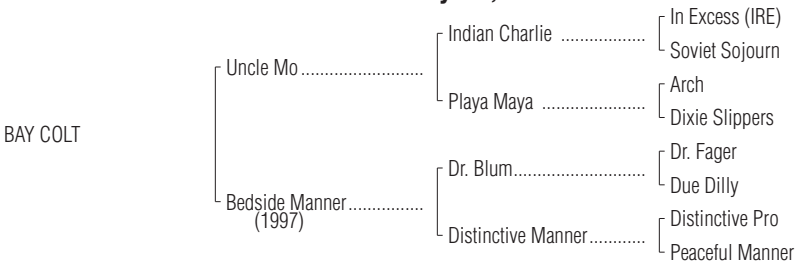 In Excess (IRE)
Indian Charlie ..................
Soviet Sojourn
Uncle Mo ..........................
Arch
Playa Maya ......................
Dixie Slippers
BAY COLT
Dr. Fager
Dr. Blum............................
Due Dilly
Bedside Manner................
(1997)
Distinctive Pro
Distinctive Manner............
Peaceful Manner